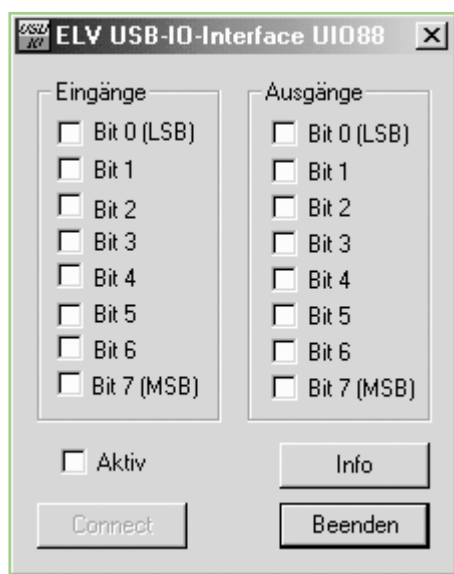 USB IO ELV USB-IO-Interface UIO88
Eingänge
Bit 0 (LSB)
Bit 1
Bit 2
Bit 3
Bit 4
Bit 5
Bit 6
Bit 7 (MSB)
Ausgänge
Bit 0 (LSB)
Bit 1
Bit 2
Bit 3
Bit 4
Bit 5
Bit 6
Bit 7 (MSB)
Aktiv
Info
Connect
Beenden